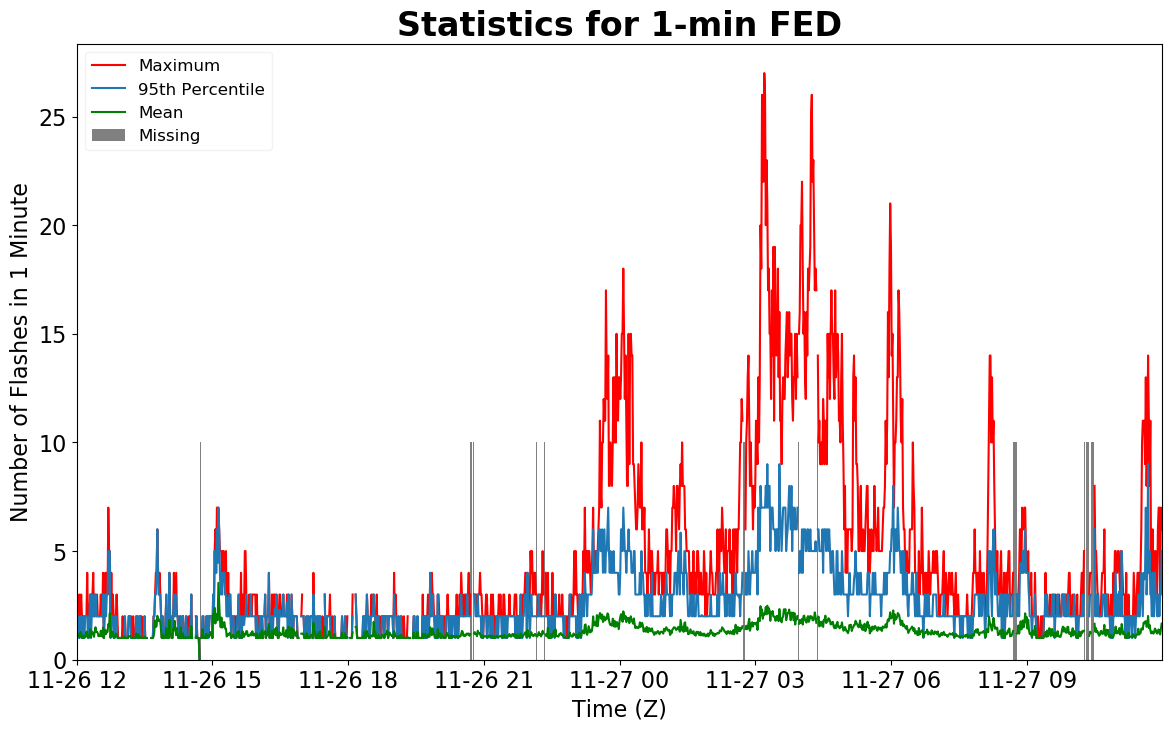 Statistics for 1-min FED
Maximum
95th Percentile
Mean
Missing
Number of Flashes in 1 Minute
25
20
15
10
5
0
11-26 12 11-26 15 11-26 18 11-26 21 11-27 00 11-27 03 11-27 06 11-27 09
Time (Z)